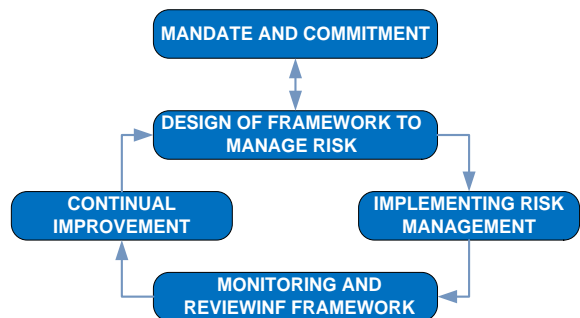 MANDATE AND COMMITMENT
DESIGN OF FRAMEWORK TO
MANAGE RISK
CONTINUAL
IMPROVEMENT
IMPLEMENTING RISK
MANAGEMENT
MONITORING AND
REVIEWINF FRAMEWORK